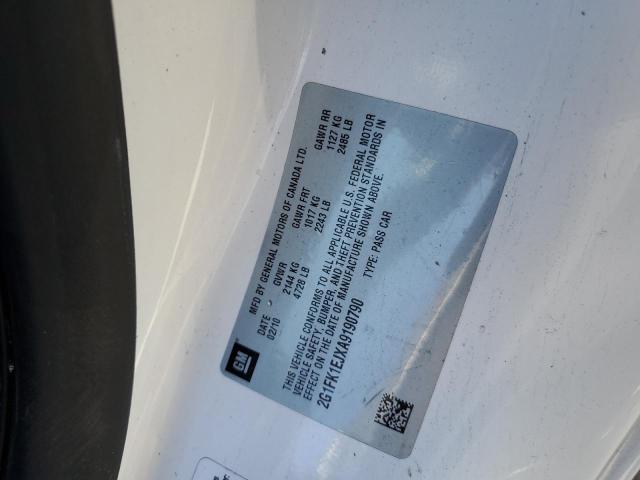 MFD BY GENERAL MOTORS OF CANADA LTD.
DATE GVWR GAWR FRT GAWR RR
02/10 2144 KG 1017 KG 1127 KG
4728 LB 2243 LB 2485 LB
THIS VEHICLE CONFORMS TO ALL APPLICABLE U.S. FEDERAL MOTOR
VEHICLE SAFETY, BUMPER, AND THEFT PREVENTION STANDARDS IN
EFFECT ON THE DATE OF MANUFACTURE SHOWN ABOVE.
2G1FK1EJXA9190790 TYPE: PASS CAR
GM